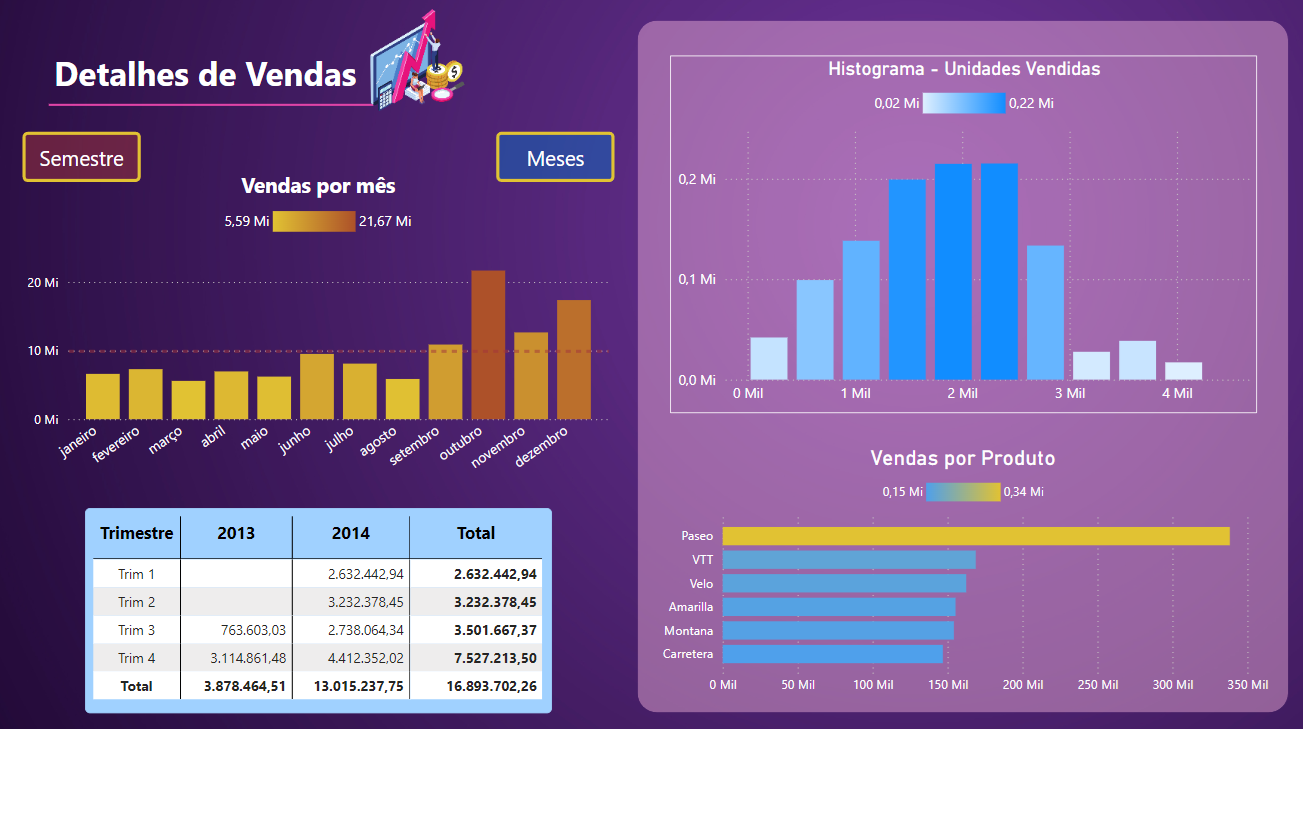 Detalhes de Vendas
Semestre
Meses
Vendas por mês
5,59 Mi 21,67 Mi
20 Mi
10 Mi
0 Mi
janeiro fevereiro março abril maio junho julho agosto setembro outubro novembro dezembro
Trimestre 2013 2014 Total
Trim 1 2.632.442,94 2.632.442,94
Trim 2 3.232.378,45 3.232.378,45
Trim 3 763.603,03 2.738.064,34 3.501.667,37
Trim 4 3.114.861,48 4.412.352,02 7.527.213,50
Total 3.878.464,51 13.015.237,75 16.893.702,26
Histograma - Unidades Vendidas
0,02 Mi 0,22 Mi
0,2 Mi
0,1 Mi
0,0 Mi
0 Mil 1 Mil 2 Mil 3 Mil 4 Mil
Vendas por Produto
0,15 Mi 0,34 Mi
Paseo
VTT
Velo
Amarilla
Montana
Carretera
0 Mil 50 Mil 100 Mil 150 Mil 200 Mil 250 Mil 300 Mil 350 Mil